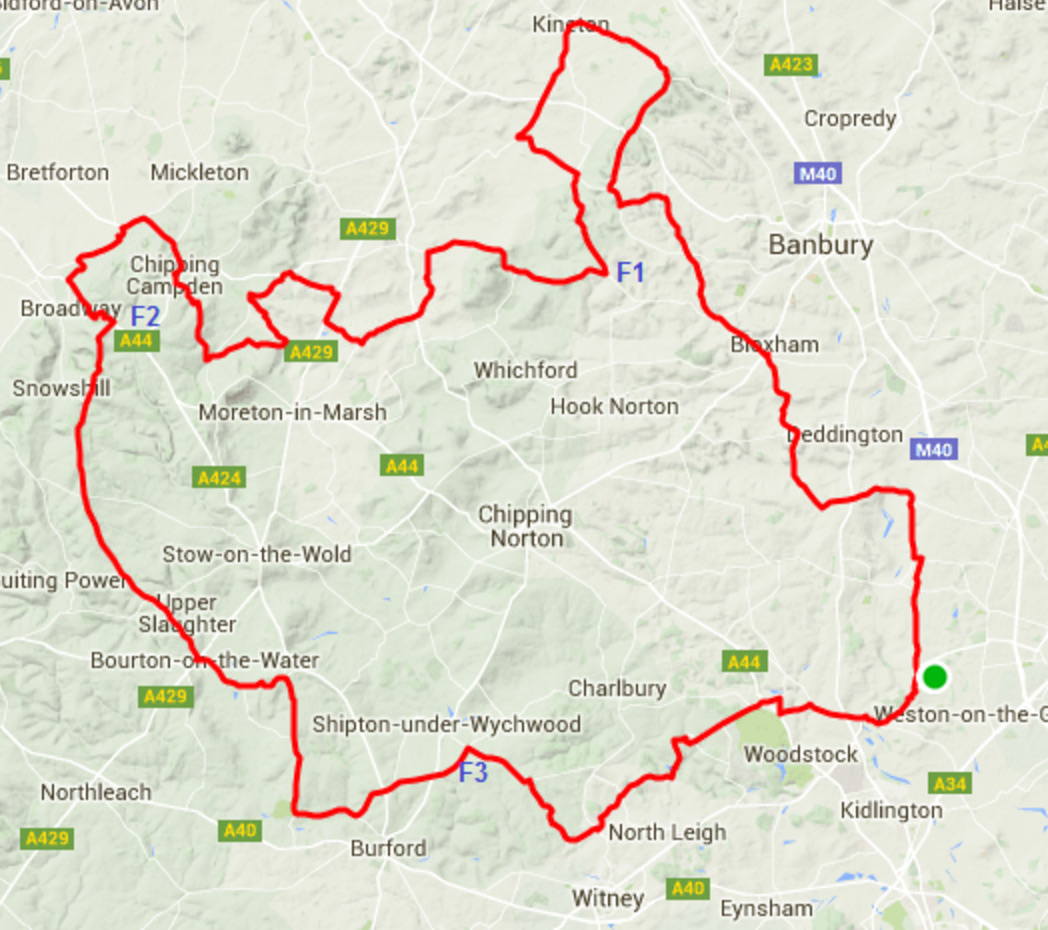 idford-on-Avon
Halse
Kineton
A423
Cropredy
Bretforton
Mickleton
M40
A429
Banbury
Chipping
Campden
F1
Broadway
F2
A44
A429
Bloxham
Whichford
Snowshill
Hook Norton
Moreton-in-Marsh
Deddington
M40
A4
A44
A424
Chipping
Norton
Stow-on-the-Wold
uiting Power
Upper
Slaughter
Bourton-on-the-Water
A44
A429
Charlbury
Weston-on-the-G
Shipton-under-Wychwood
Woodstock
F3
A34
Northleach
Kidlington
A40
North Leigh
A429
Burford
A40
Witney
Eynsham